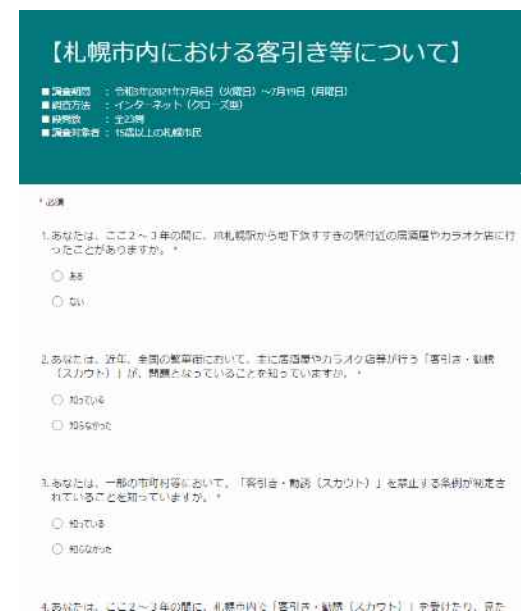 【札幌市内における客引き等について】
■ 調査期間 ： 令和3年(2021年)7月6日（火曜日）～7月19日（月曜日）
■ 調査方法 ： インターネット（クローズ型）
■ 設問数 ： 全23問
■ 調査対象者 ： 15歳以上の札幌市民
* 必須
1. あなたは、ここ２～３年の間に、JR札幌駅から地下鉄すすきの駅付近の居酒屋やカラオケ店に行
ったことがありますか。 *
ある
ない
2. あなたは、近年、全国の繁華街において、主に居酒屋やカラオケ店等が行う「客引き・勧誘
（スカウト）」が、問題となっていることを知っていますか。 *
知っている
知らなかった
3. あなたは、一部の市町村等において、「客引き・勧誘（スカウト）」を禁止する条例が制定さ
れていることを知っていますか。 *
知っている
知らなかった
4. あなたは、ここ２～３年の間に、札幌市内で「客引き・勧誘（スカウト）」を受けたり、見た